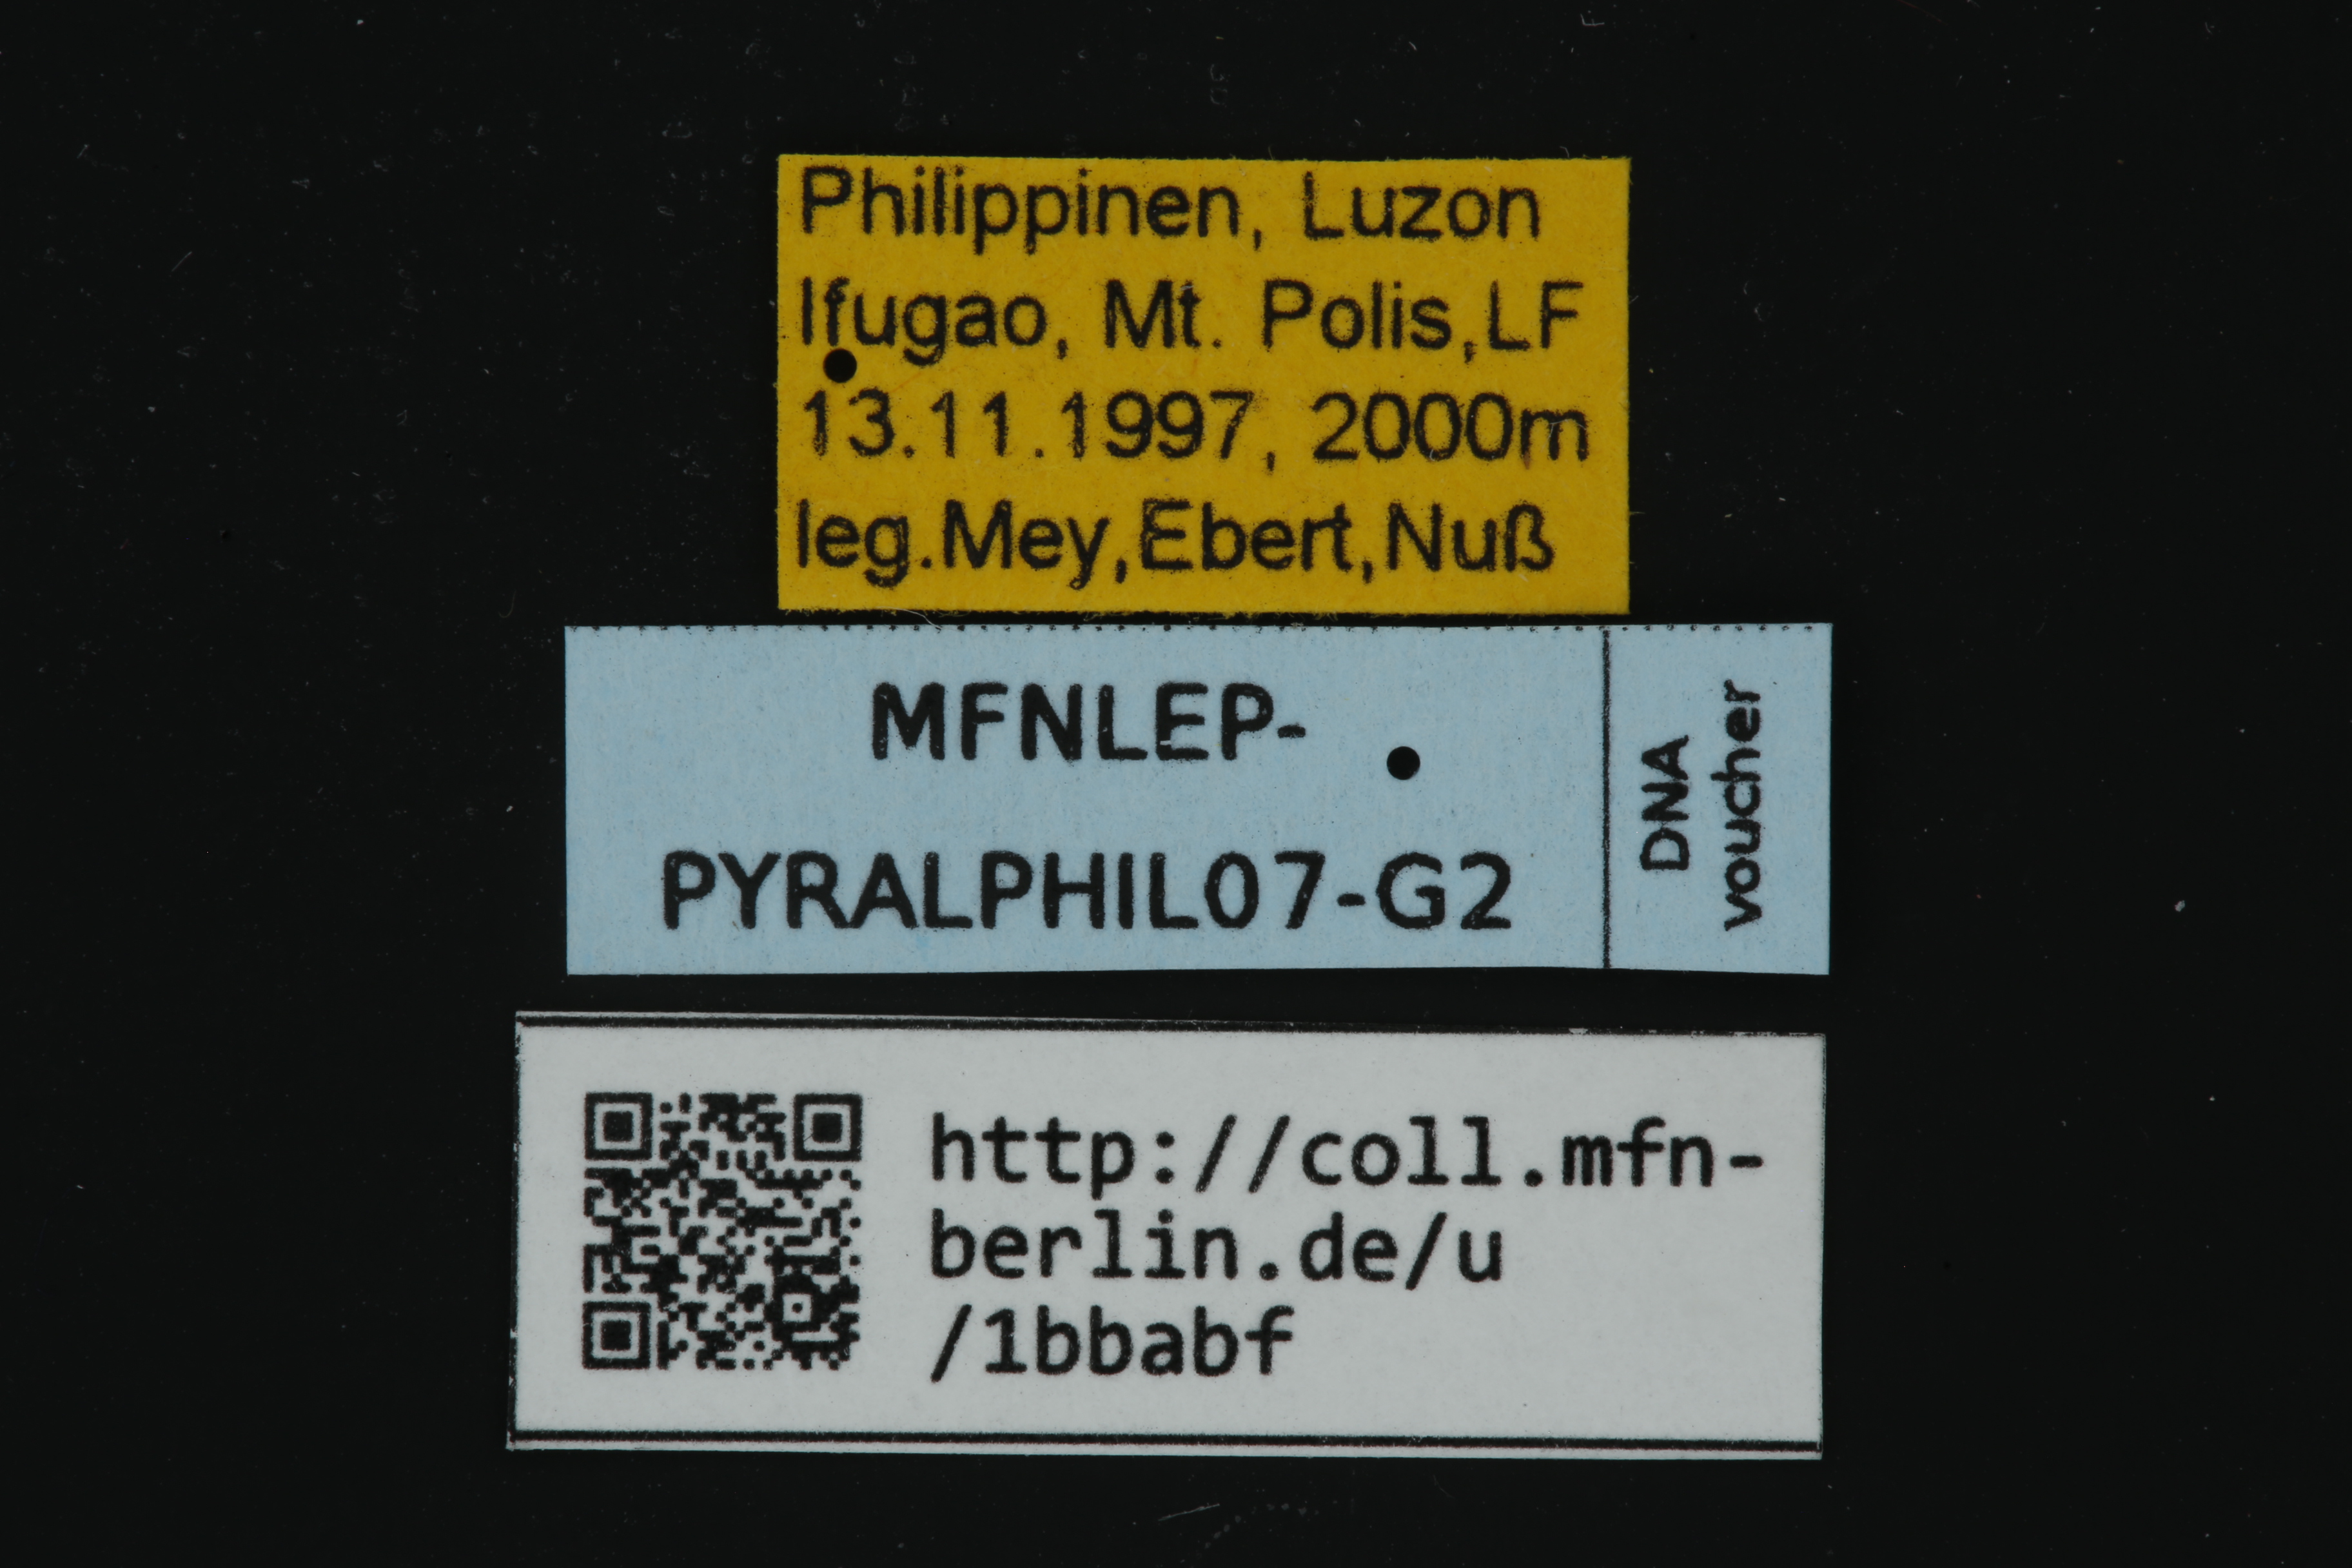 Philippinen, Luzon
Ifugao, Mt. Polis,LF
13.11.1997, 2000m
leg.Mey,Ebert,Nuß
MFNLEP-
PYRALPHIL07-G2
DNA
voucher
http://coll.mfn-
berlin.de/u
/1bbabf